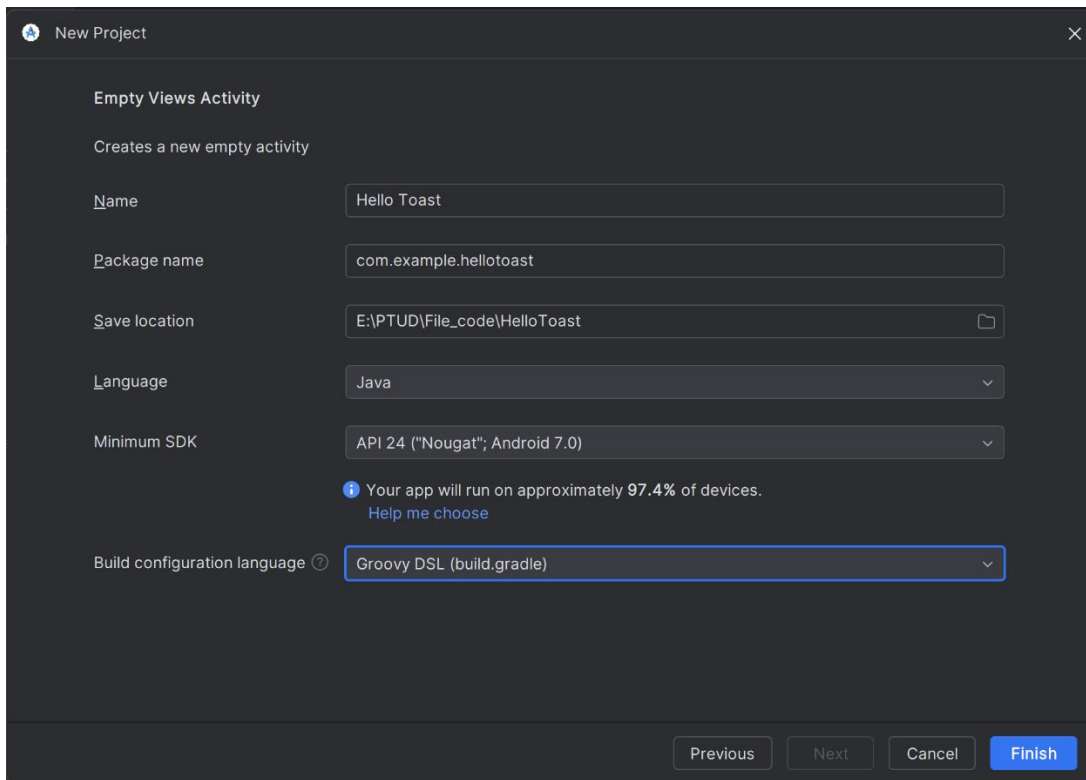 New Project
Empty Views Activity
Creates a new empty activity
Name
Hello Toast
Package name
com.example.hellotoast
Save location
E:\PTUD\File_code\HelloToast
Language
Java
Minimum SDK
API 24 ("Nougat"; Android 7.0)
Your app will run on approximately 97.4% of devices.
Help me choose
Build configuration language
Groovy DSL (build.gradle)
Previous
Next
Cancel
Finish